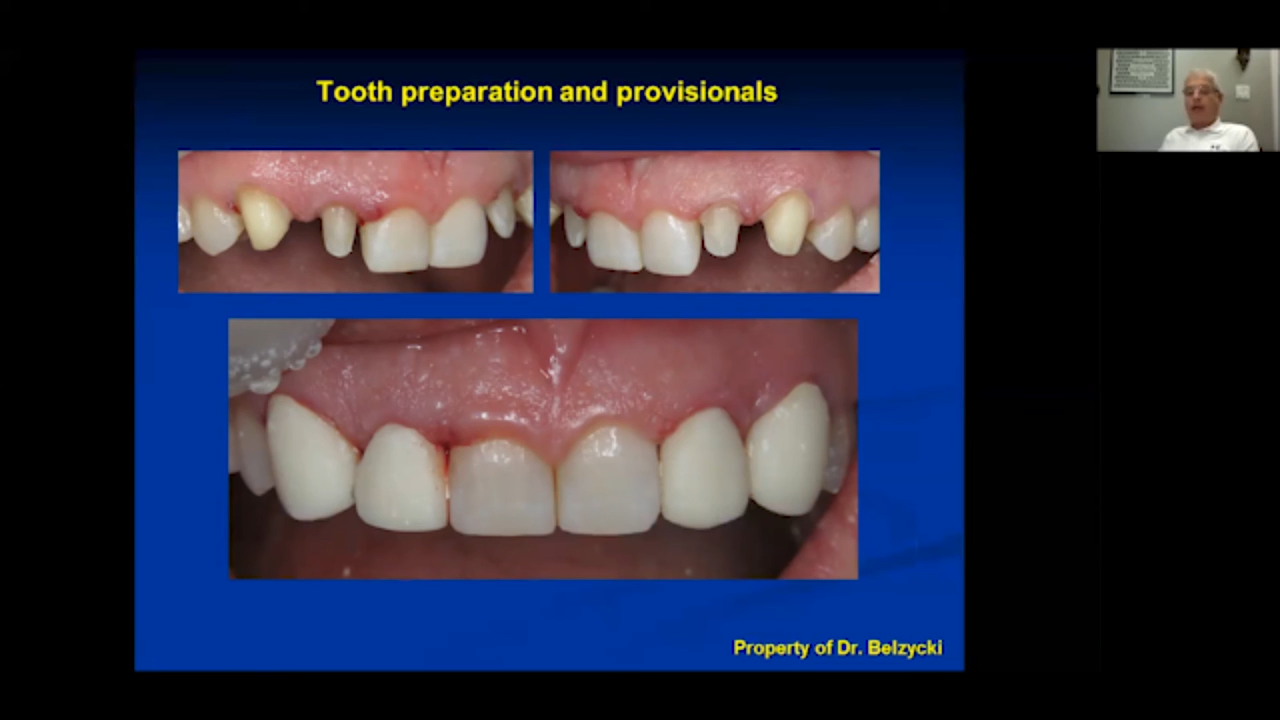 Tooth preparation and provisionals
Property of Dr. Belzycki